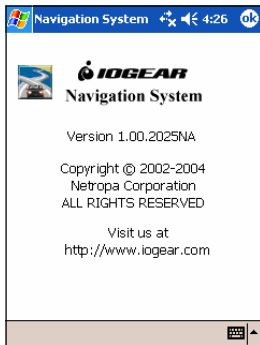 Navigation System 4:26 ok
IOGEAR
Navigation System
Version 1.00.2025NA
Copyright © 2002-2004
Netropa Corporation
ALL RIGHTS RESERVED
Visit us at
http://www.iogear.com